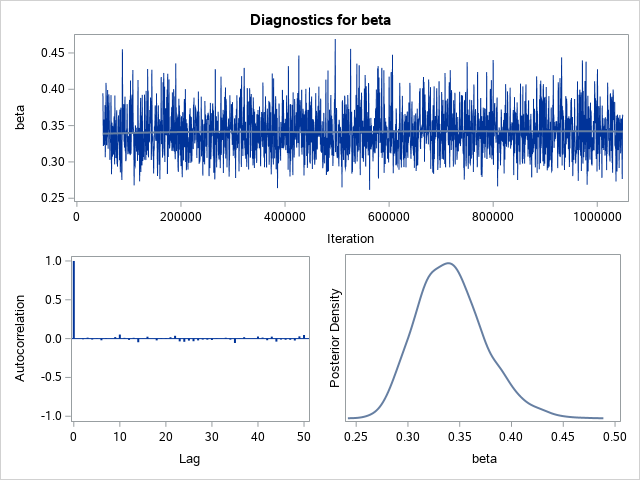 Diagnostics for beta
beta
0.45
0.40
0.35
0.30
0.25
0 200000 400000 600000 800000 1000000
Iteration
Autocorrelation
1.0
0.5
0.0
-0.5
-1.0
0 10 20 30 40 50
Lag
Posterior Density
0.25 0.30 0.35 0.40 0.45 0.50
beta